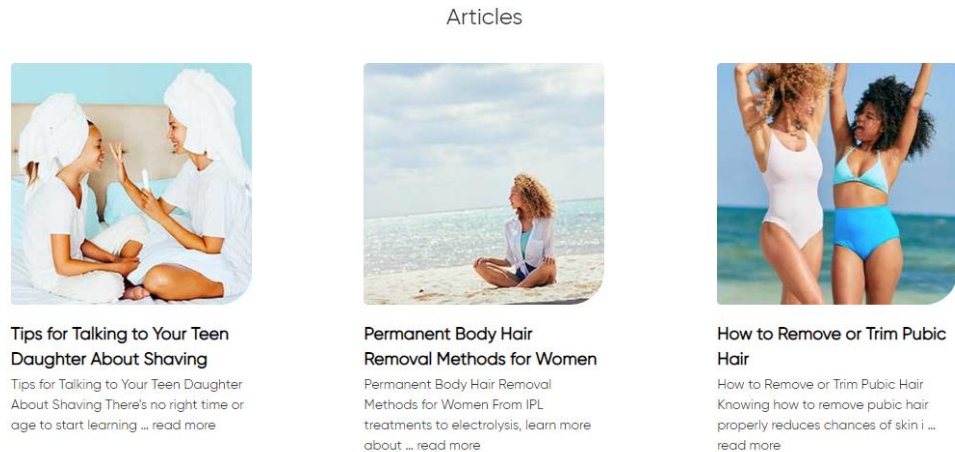 Articles
Tips for Talking to Your Teen
Daughter About Shaving
Tips for Talking to Your Teen Daughter
About Shaving There's no right time or
age to start learning ... read more
Permanent Body Hair
Removal Methods for Women
Permanent Body Hair Removal
Methods for Women From IPL
treatments to electrolysis, learn more
about ... read more
How to Remove or Trim Pubic
Hair
How to Remove or Trim Pubic Hair
Knowing how to remove pubic hair
properly reduces chances of skin i ...
read more